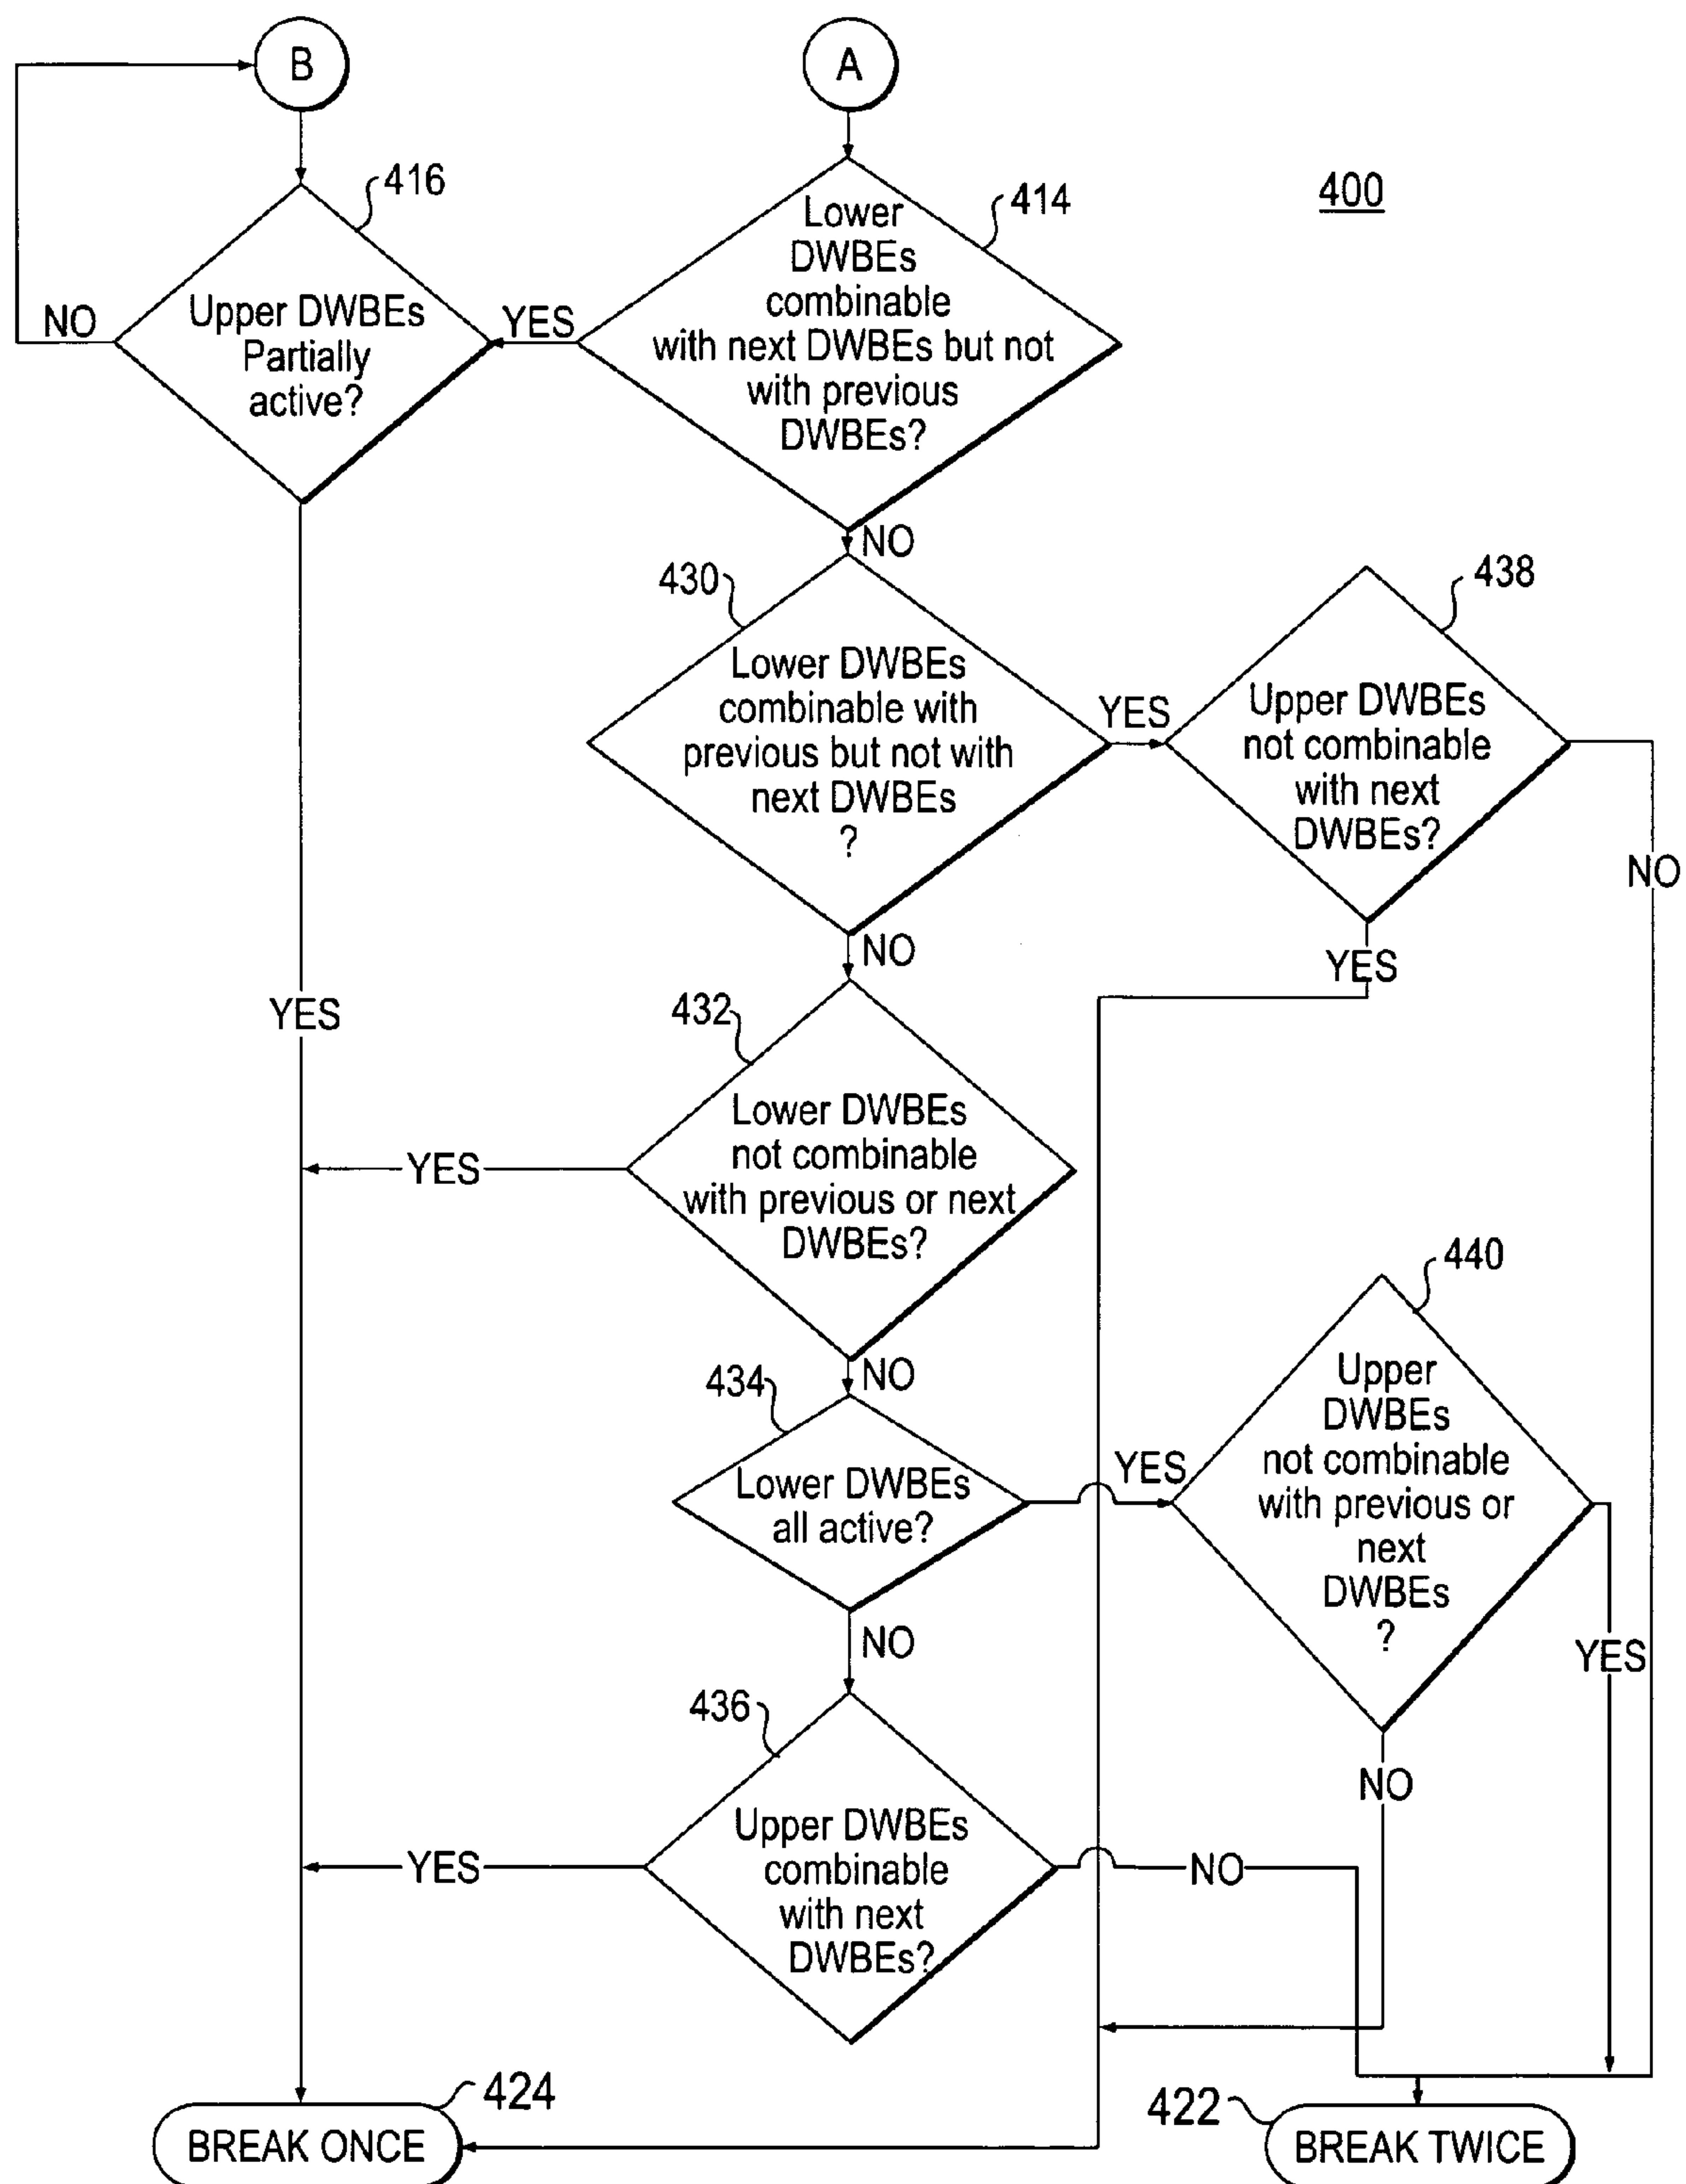 B
A
416
414
400
Lower
DWBEs
combinable
with next DWBEs but not
with previous
DWBEs?
Upper DWBEs
Partially
active?
NO
YES
NO
430
438
Lower DWBEs
combinable with
previous but not with
next DWBEs
?
YES
Upper DWBEs
not combinable
with next
DWBEs?
NO
NO
YES
YES
432
Lower DWBEs
not combinable
with previous or next
DWBEs?
YES
NO
434
440
Lower DWBEs
all active?
YES
Upper
DWBEs
not combinable
with previous or
next
DWBEs
?
YES
NO
436
NO
Upper DWBEs
combinable
with next
DWBEs?
YES
NO
424
BREAK ONCE
422
BREAK TWICE